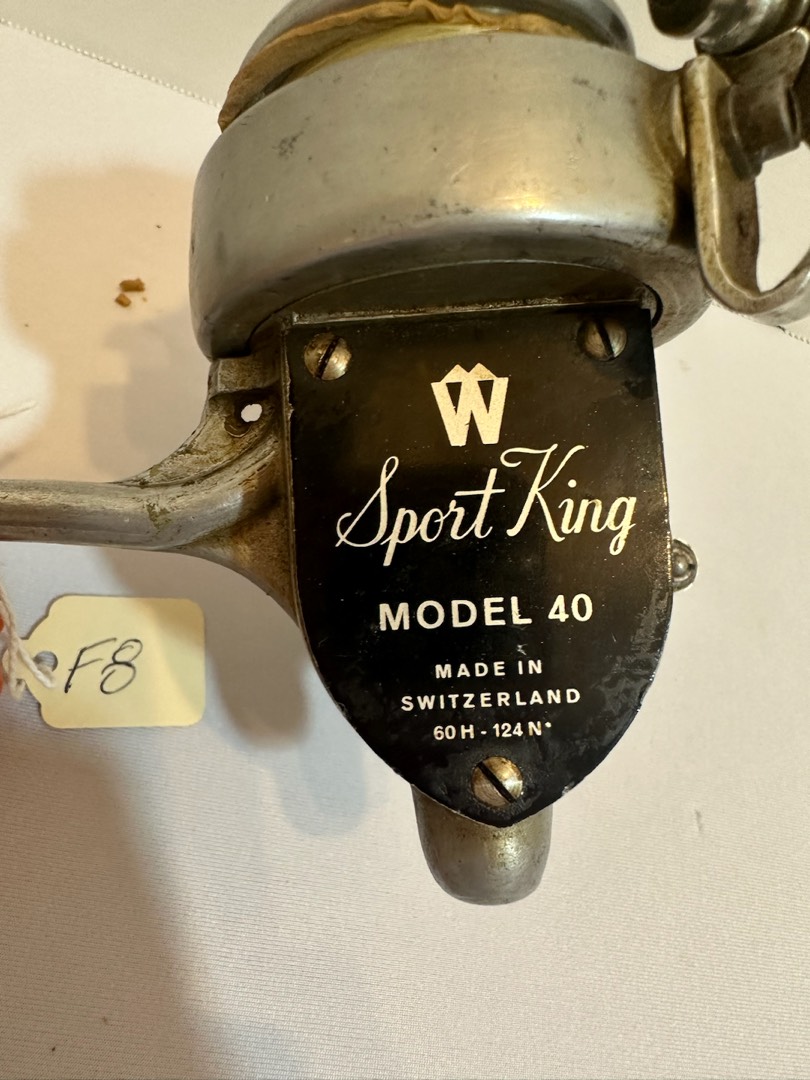 W
Sport King
MODEL 40
MADE IN
SWITZERLAND
60 H - 124 N°
F8